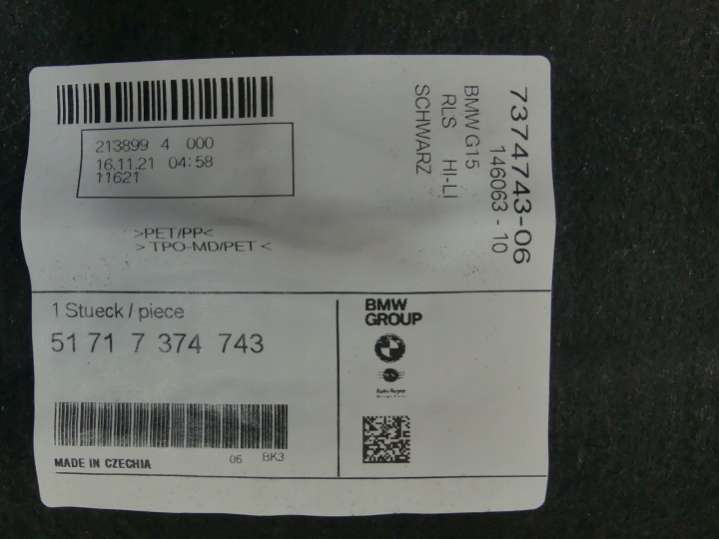 213899 4 000
16.11.21 04:58
11621
>PET/PP<
> TPO-MD/PET <
7374743-06
146063 - 10
BMW G15
RLS HI-LI
SCHWARZ
1 Stueck / piece
51 71 7 374 743
06 BK3
MADE IN CZECHIA
BMW
GROUP